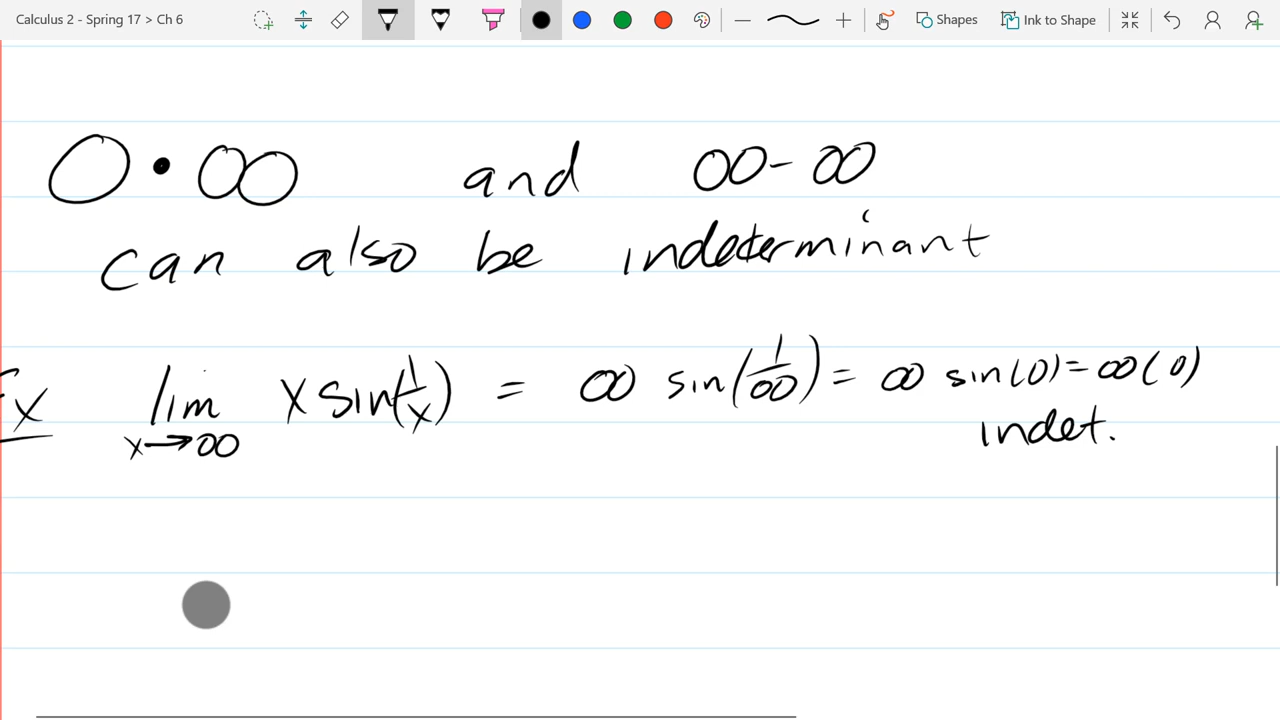 Calculus 2 - Spring 17 > Ch 6
Shapes
Ink to Shape
0 • ∞ and ∞ - ∞
can also be indeterminant
Ex lim x→∞ x sin(1/x) = ∞ sin(1/∞) = ∞ sin(0) = ∞(0)
indet.